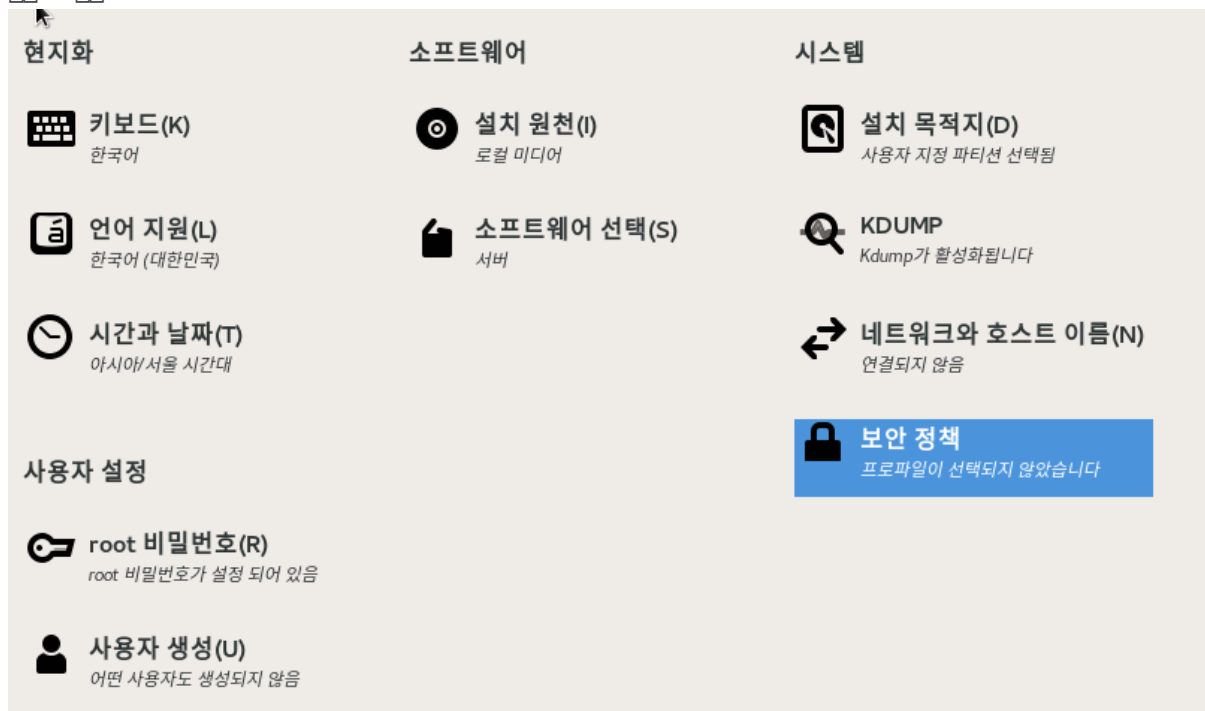 현지화
키보드(K)
한국어
언어 지원(L)
한국어 (대한민국)
시간과 날짜(T)
아시아/서울 시간대
소프트웨어
설치 원천(I)
로컬 미디어
소프트웨어 선택(S)
서버
시스템
설치 목적지(D)
사용자 지정 파티션 선택됨
KDUMP
Kdump가 활성화됩니다
네트워크와 호스트 이름(N)
연결되지 않음
보안 정책
프로파일이 선택되지 않았습니다
사용자 설정
root 비밀번호(R)
root 비밀번호가 설정 되어 있음
사용자 생성(U)
어떤 사용자도 생성되지 않음